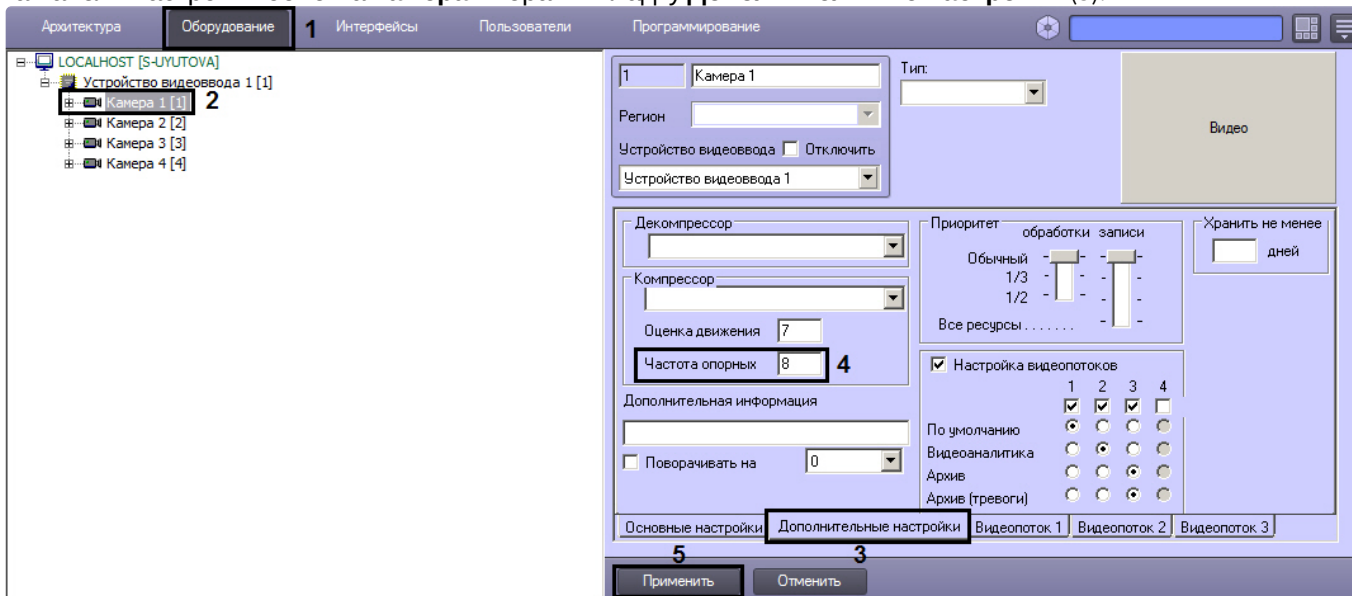 Архитектура Оборудование 1 Интерфейсы Пользователи Программирование
LOCALHOST [S-UYUTOVA]
Устройство видеоввода 1 [1]
Камера 1 [1] 2
Камера 2 [2]
Камера 3 [3]
Камера 4 [4]
1 Камера 1
Тип:
Регион
Устройство видеоввода Отключить
Устройство видеоввода 1
Видео
Декомпрессор
Компрессор
Оценка движения 7
Частота опорных 8 4
Дополнительная информация
Поворачивать на 0
Приоритет
обработки записи
Обычный
1/3
1/2
Все ресурсы.......
Хранить не менее
дней
Настройка видеопотоков
1 2 3 4
По умолчанию
Видеоаналитика
Архив
Архив (тревоги)
Основные настройки Дополнительные настройки Видеопоток 1 Видеопоток 2 Видеопоток 3
5 3
Применить Отменить